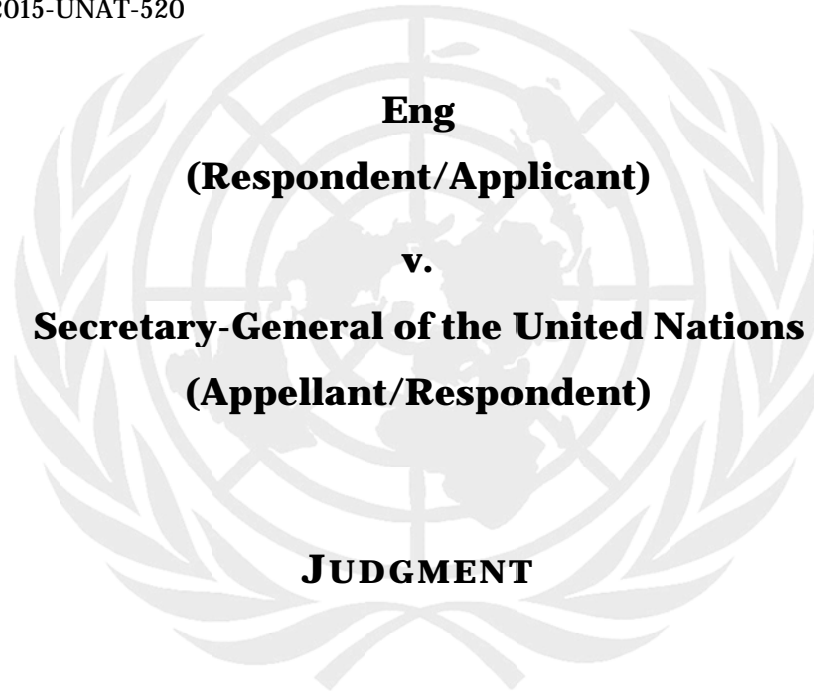 2015-UNAT-520
Eng
(Respondent/Applicant)
v.
Secretary-General of the United Nations
(Appellant/Respondent)
JUDGMENT